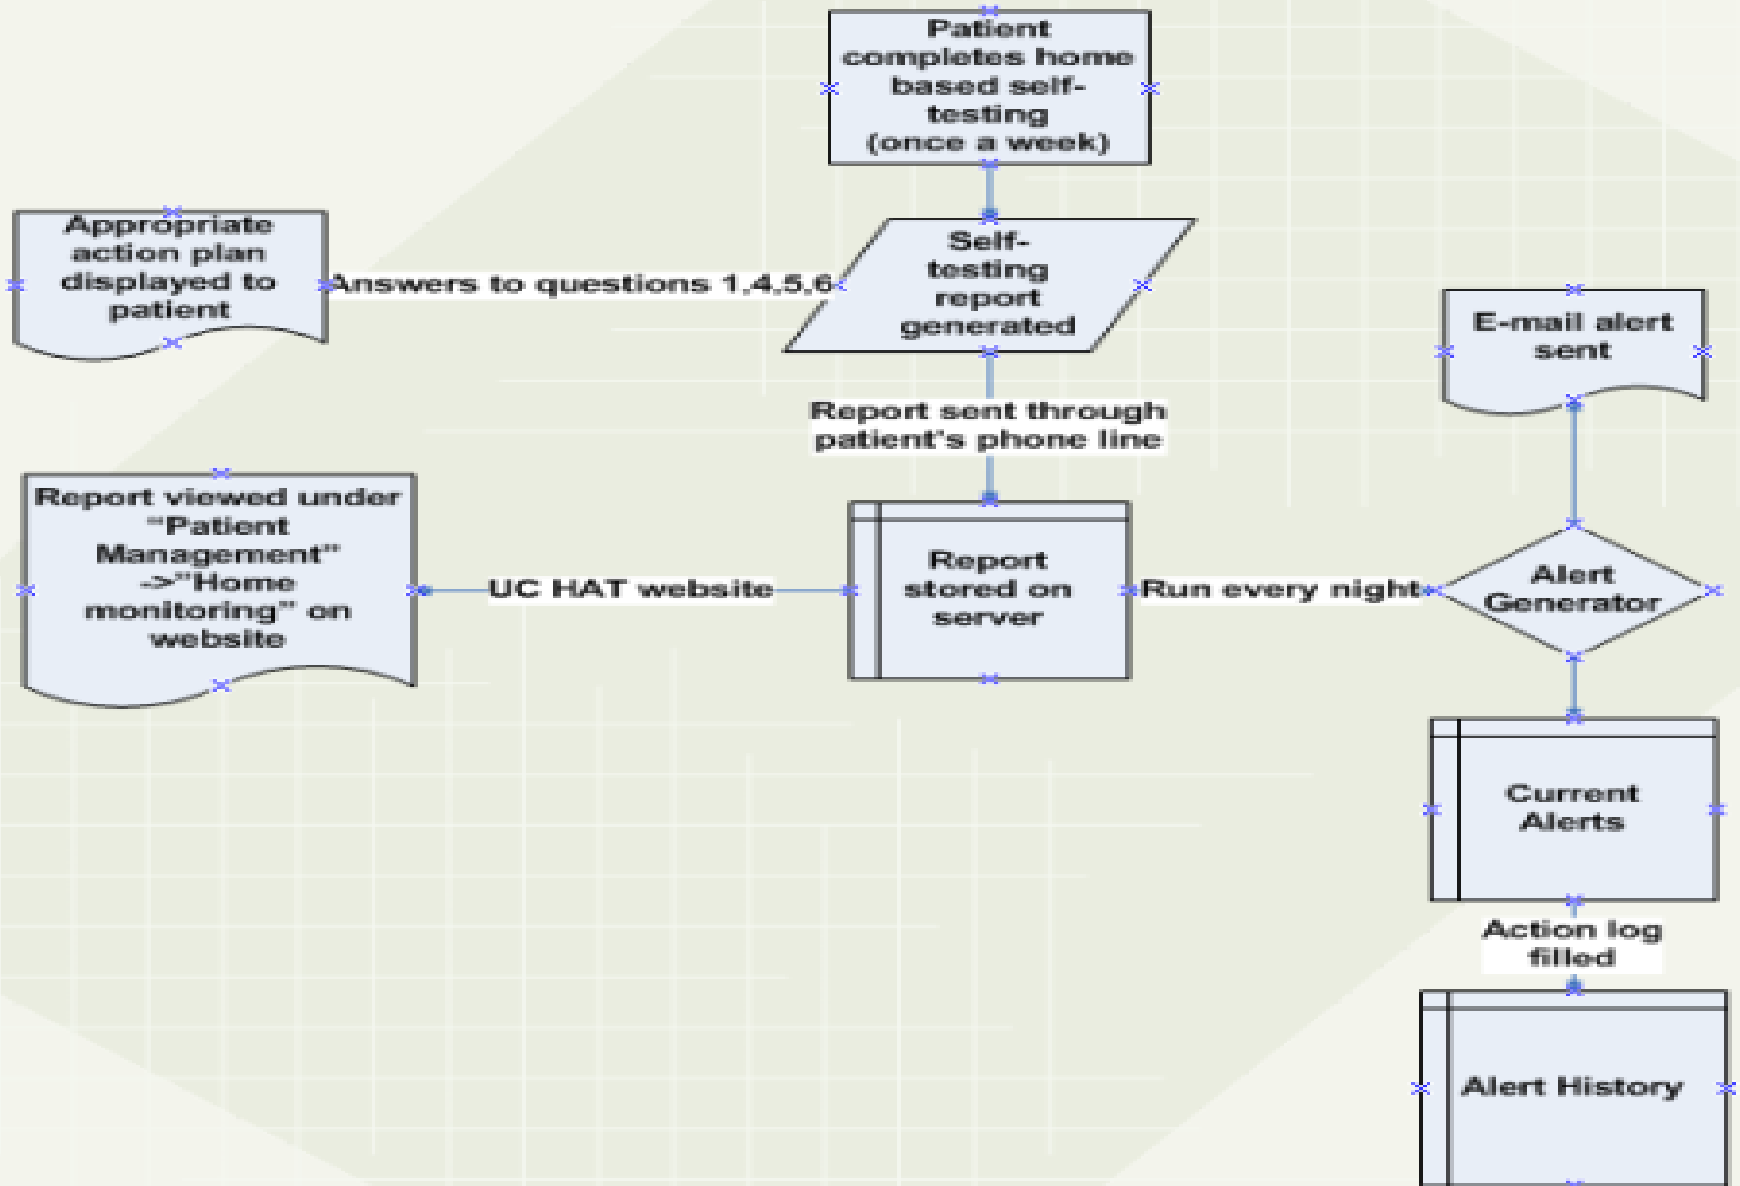 Patient
completes home
based self-
testing
(once a week)
Appropriate
action plan
displayed to
patient
Answers to questions 1,4,5,6
Self-
testing
report
generated
E-mail alert
sent
Report sent through
patient's phone line
Report viewed under
"Patient
Management"
->"Home
monitoring" on
website
UC HAT website
Report
stored on
server
Run every night
Alert
Generator
Current
Alerts
Action log
filled
Alert History